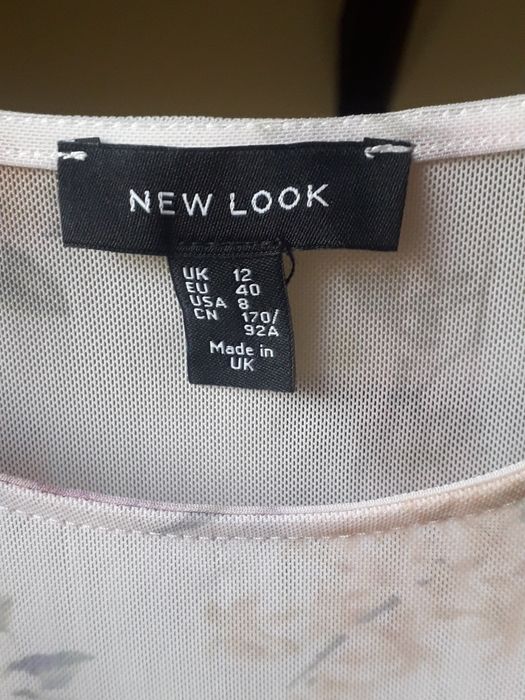 NEW LOOK
UK 12
EU 40
USA 8
CN 170/
92A
Made in
UK